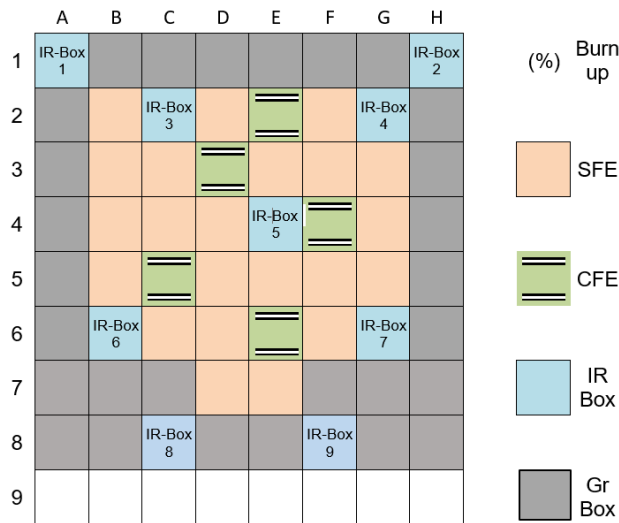 A B C D E F G H
1 IR-Box 1 IR-Box 2
2 IR-Box 3 IR-Box 4
3
4 IR-Box 5
5
6 IR-Box 6 IR-Box 7
7
8 IR-Box 8 IR-Box 9
9
(%) Burn up
SFE
CFE
IR Box
Gr Box